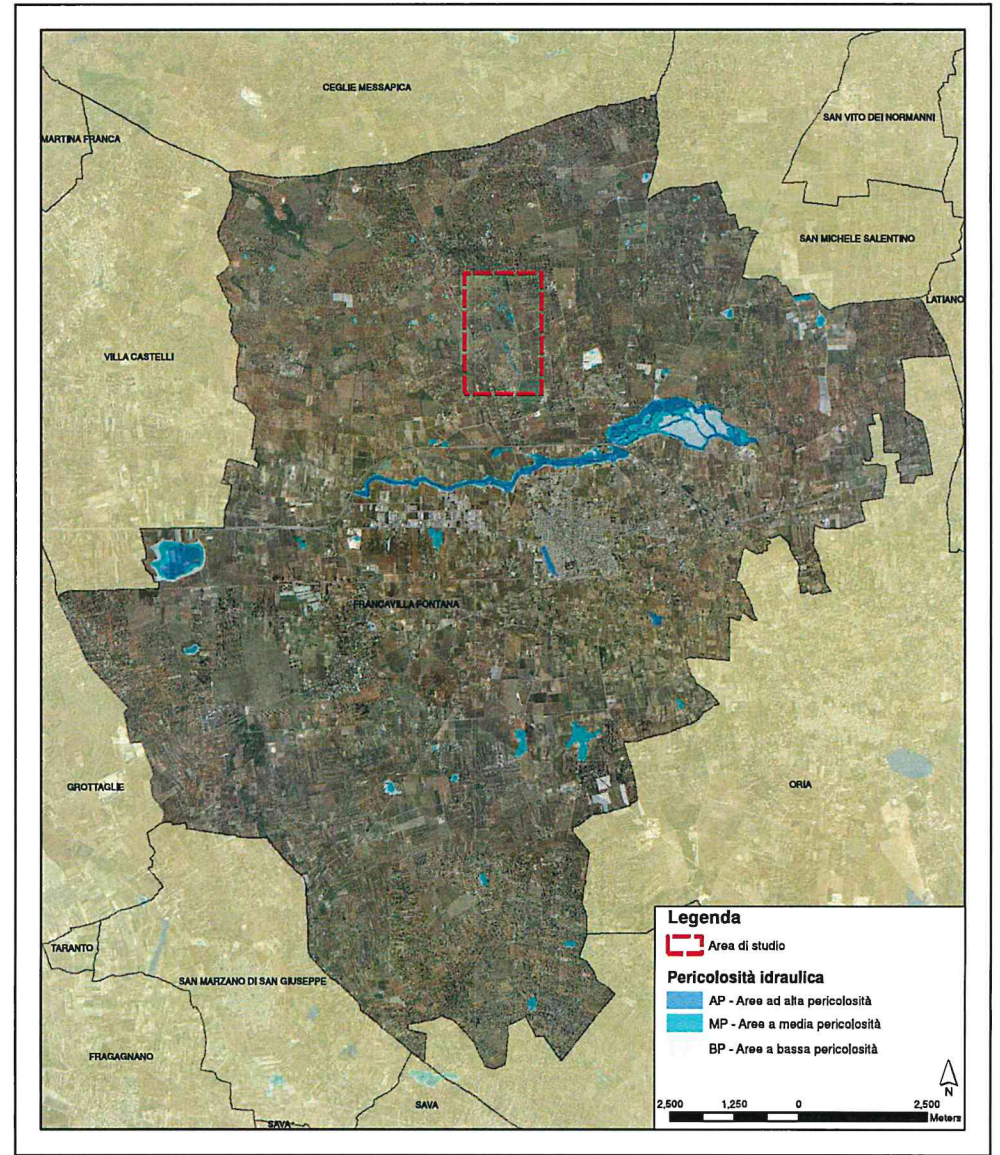 CEGLIE MESSAPICA
SAN VITO DEI NORMANNI
MARTINA FRANCA
SAN MICHELE SALENTINO
LATIANO
VILLA CASTELLI
FRANCAVILLA FONTANA
GROTTAGLIE
ORIA
TARANTO
SAN MARZANO DI SAN GIUSEPPE
FRAGAGNANO
SAVA
SAVA
Legenda
Area di studio
Pericolosità idraulica
AP - Aree ad alta pericolosità
MP - Aree a media pericolosità
BP - Aree a bassa pericolosità
N
2,500 1,250 0 2,500
Meters